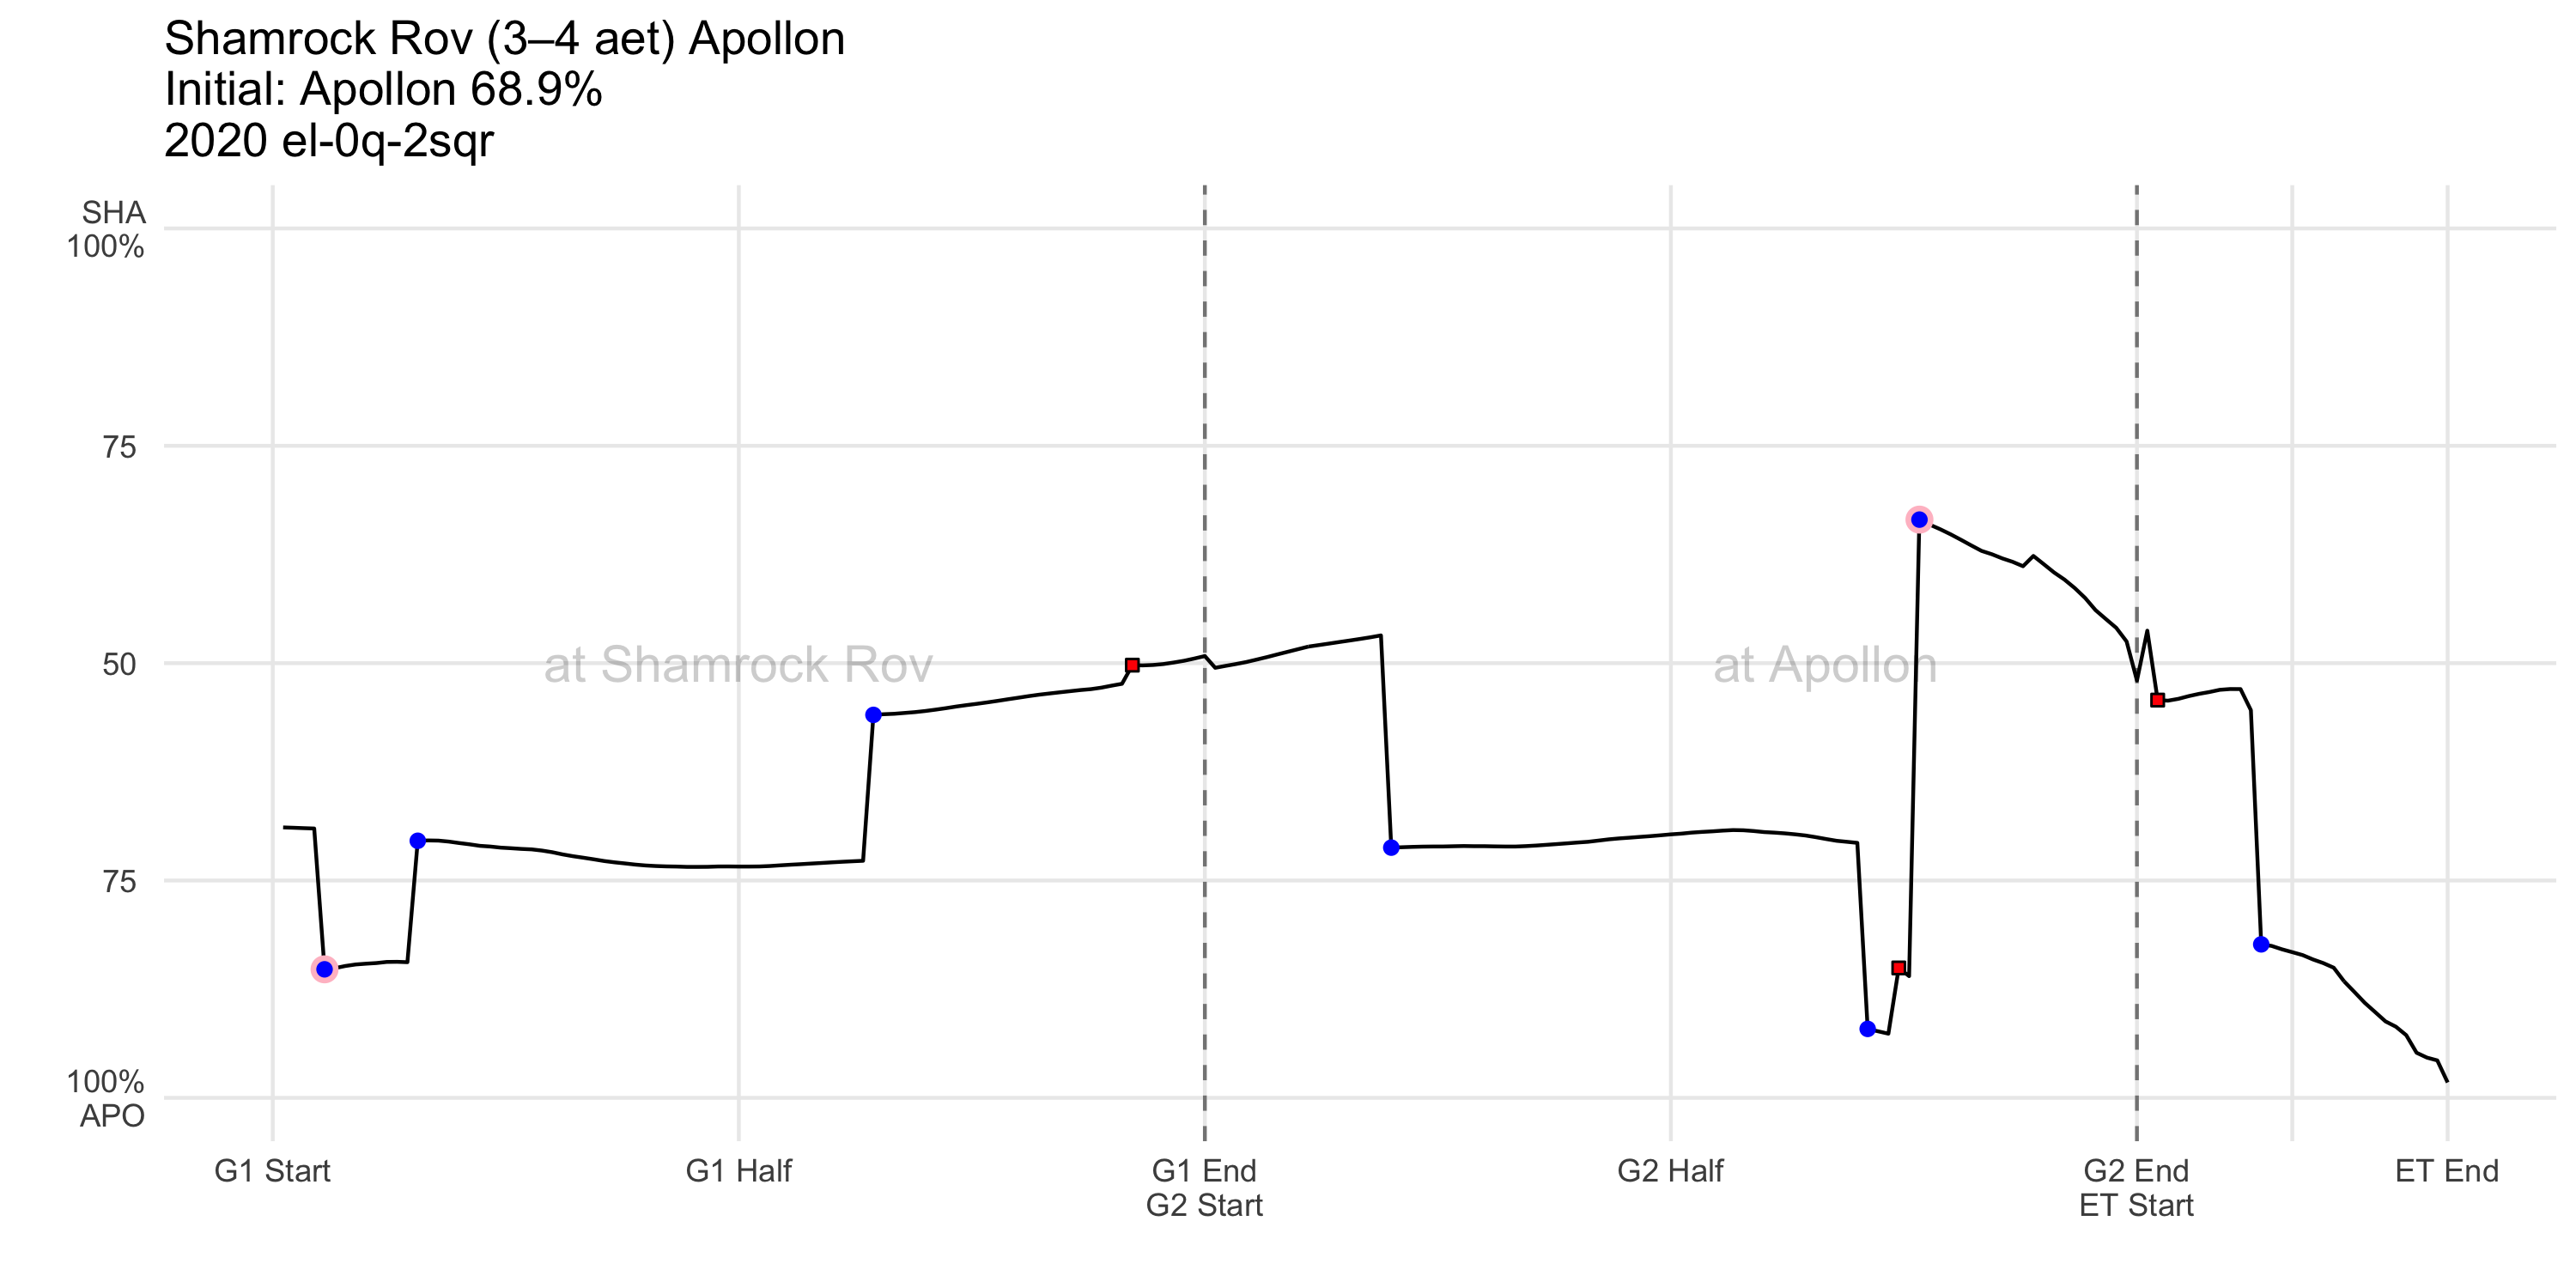 Shamrock Rov (3–4 aet) Apollon
Initial: Apollon 68.9%
2020 el-0q-2sqr
SHA
100%
75
50
75
100%
APO
at Shamrock Rov
at Apollon
G1 Start
G1 Half
G1 End
G2 Start
G2 Half
G2 End
ET Start
ET End